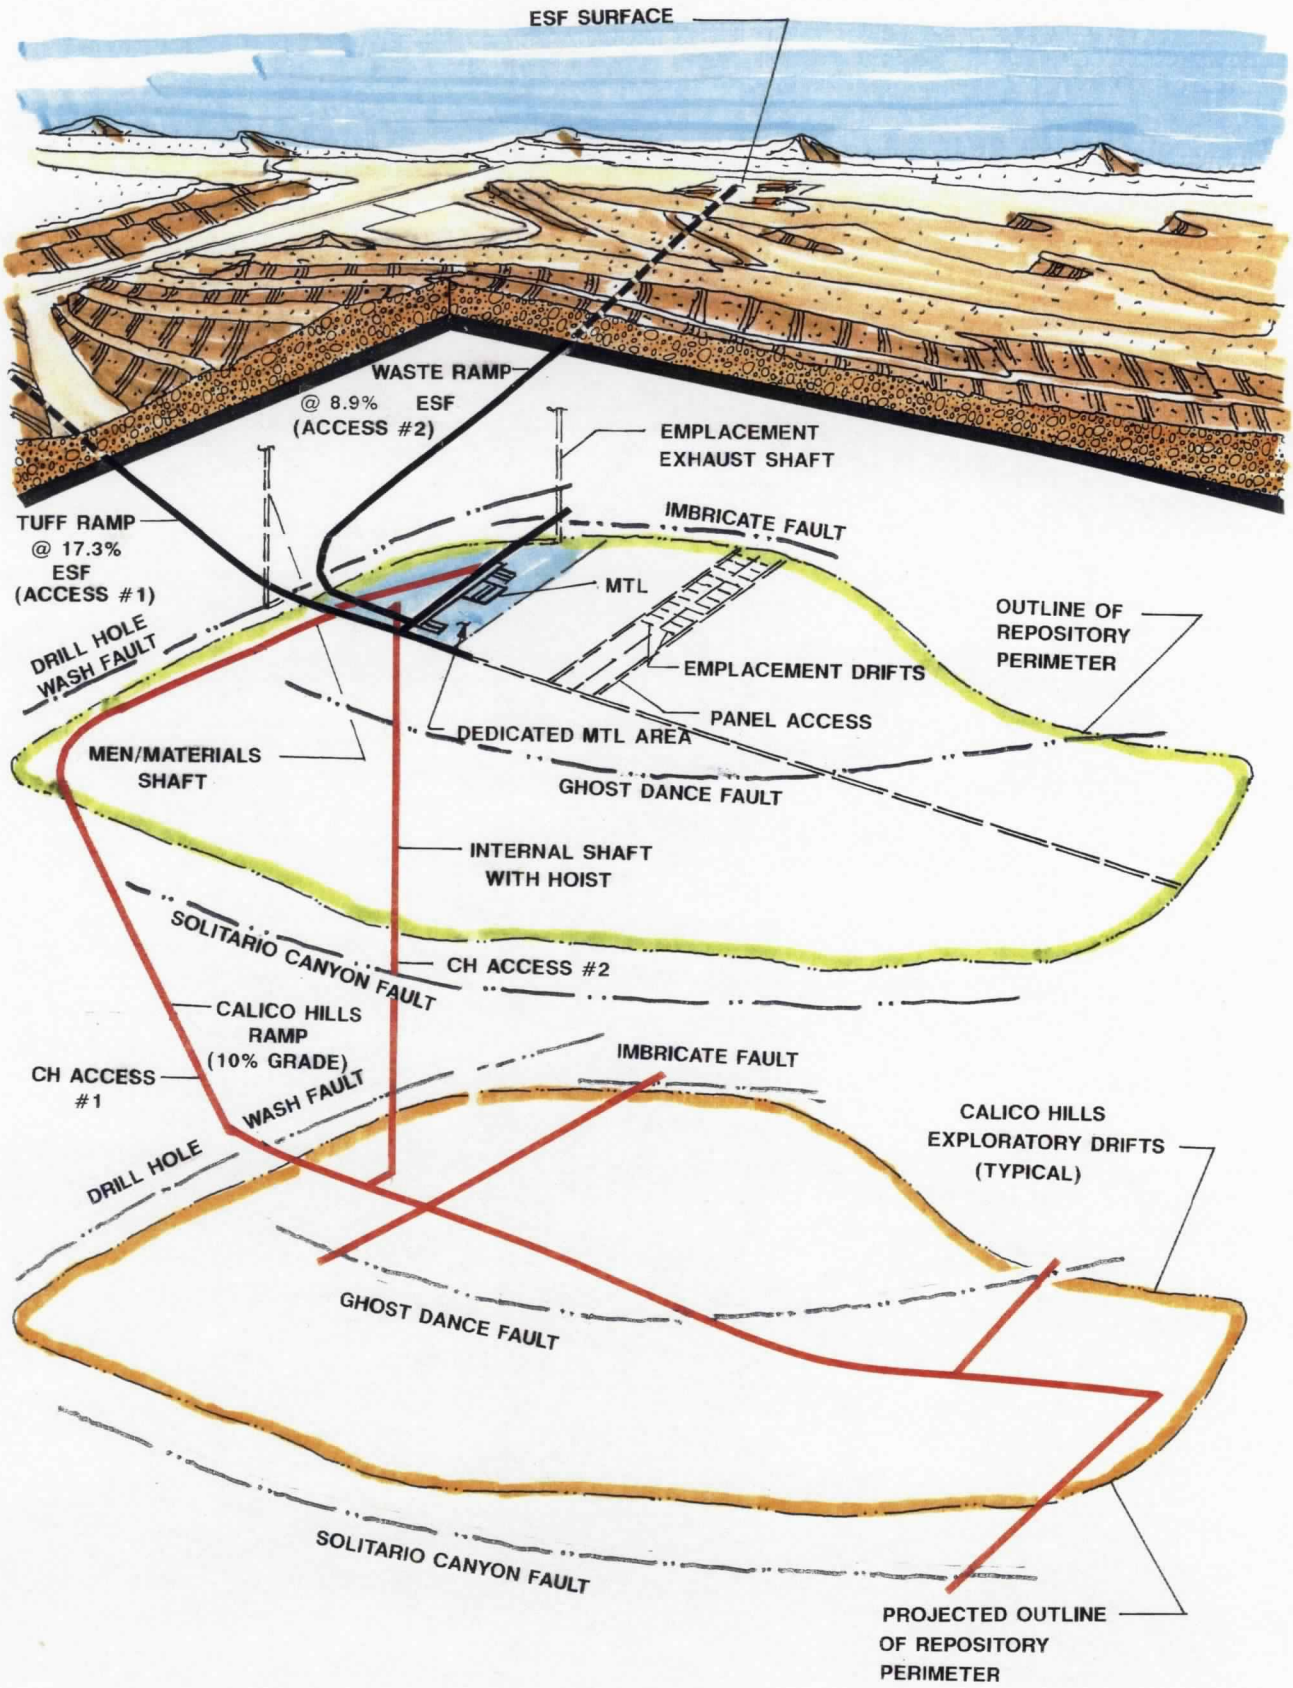 ESF SURFACE
WASTE RAMP
@ 8.9% ESF
(ACCESS #2)
EMPLACEMENT
EXHAUST SHAFT
TUFF RAMP
@ 17.3%
ESF
(ACCESS #1)
IMBRICATE FAULT
MTL
OUTLINE OF
REPOSITORY
PERIMETER
DRILL HOLE
WASH FAULT
EMPLACEMENT DRIFTS
PANEL ACCESS
DEDICATED MTL AREA
MEN/MATERIALS
SHAFT
GHOST DANCE FAULT
INTERNAL SHAFT
WITH HOIST
SOLITARIO CANYON FAULT
CH ACCESS #2
CALICO HILLS
RAMP
(10% GRADE)
CH ACCESS
#1
IMBRICATE FAULT
DRILL HOLE WASH FAULT
CALICO HILLS
EXPLORATORY DRIFTS
(TYPICAL)
GHOST DANCE FAULT
SOLITARIO CANYON FAULT
PROJECTED OUTLINE
OF REPOSITORY
PERIMETER